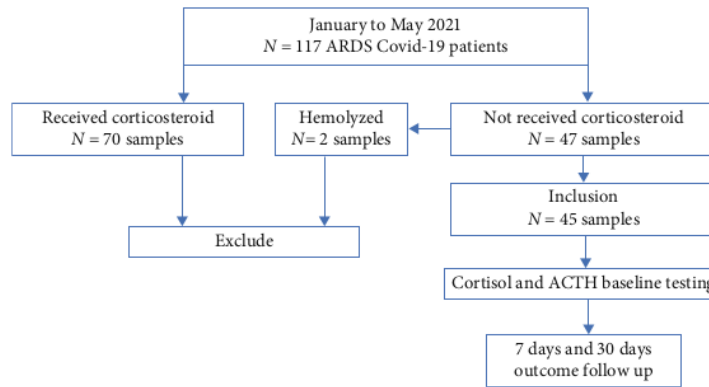 January to May 2021
N = 117 ARDS Covid-19 patients
Received corticosteroid
N = 70 samples
Hemolyzed
N= 2 samples
Not received corticosteroid
N = 47 samples
Inclusion
N = 45 samples
Exclude
Cortisol and ACTH baseline testing
7 days and 30 days
outcome follow up